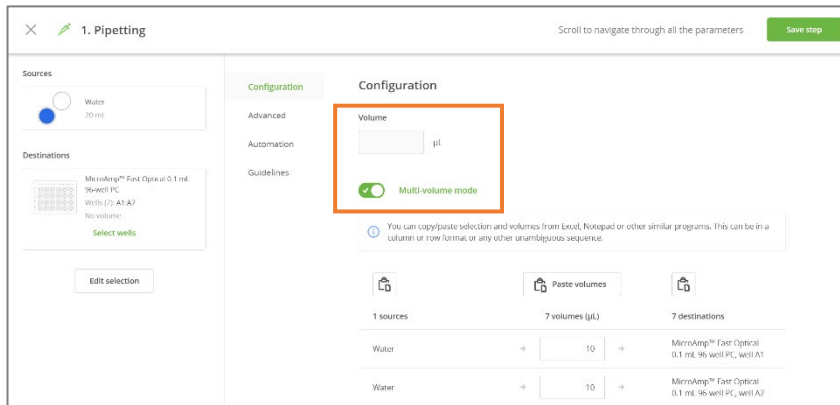 1. Pipetting
Scroll to navigate through all the parameters
Save step
Sources
Water
20 mL
Destinations
MicroAmp™ Fast Optical 0.1 mL
96-well PC
Wells (7): A1:A7
No volume
Select wells
Edit selection
Configuration
Advanced
Automation
Guidelines
Configuration
Volume
µL
Multi-volume mode
You can copy/paste selection and volumes from Excel, Notepad or other similar programs. This can be in a
column or row format or any other unambiguous sequence.
Paste volumes
1 sources
7 volumes (µL)
7 destinations
Water
10
MicroAmp™ Fast Optical
0.1 mL 96-well PC, well A1
Water
10
MicroAmp™ Fast Optical
0.1 mL 96-well PC, well A2